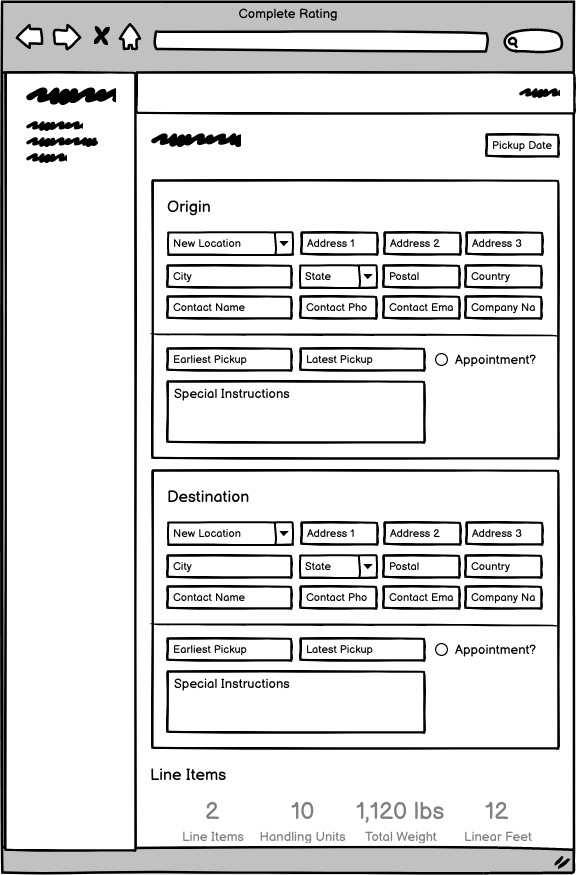 Complete Rating
Pickup Date
Origin
New Location Address 1 Address 2 Address 3
City State Postal Country
Contact Name Contact Pho Contact Ema Company Na
Earliest Pickup Latest Pickup Appointment?
Special Instructions
Destination
New Location Address 1 Address 2 Address 3
City State Postal Country
Contact Name Contact Pho Contact Ema Company Na
Earliest Pickup Latest Pickup Appointment?
Special Instructions
Line Items
2 10 1,120 lbs 12
Line Items Handling Units Total Weight Linear Feet